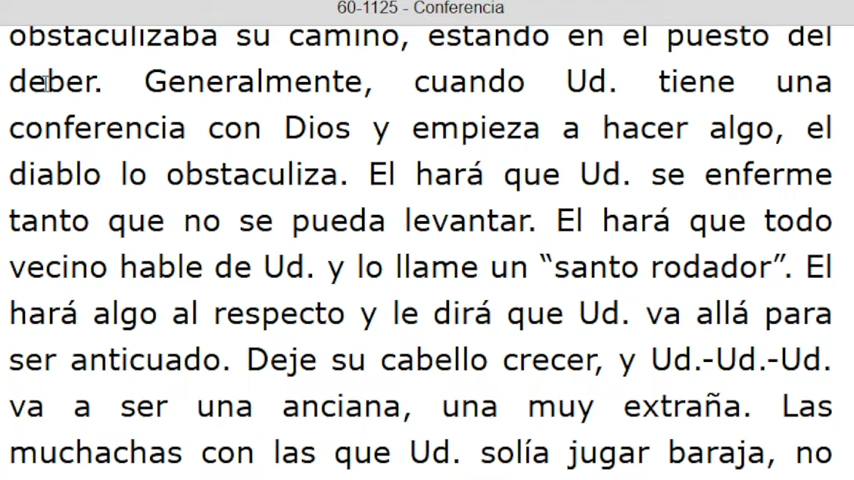 60-1125 - Conferencia
obstaculizaba su camino, estando en el puesto del
deber. Generalmente, cuando Ud. tiene una
conferencia con Dios y empieza a hacer algo, el
diablo lo obstaculiza. El hará que Ud. se enferme
tanto que no se pueda levantar. El hará que todo
vecino hable de Ud. y lo llame un “santo rodador”. El
hará algo al respecto y le dirá que Ud. va allá para
ser anticuado. Deje su cabello crecer, y Ud.-Ud.-Ud.
va a ser una anciana, una muy extraña. Las
muchachas con las que Ud. solía jugar baraja, no